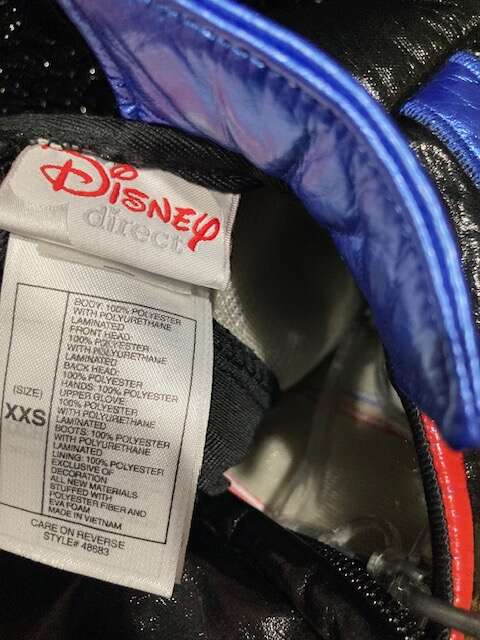 Disney
direct
(SIZE)
XXS
BODY: 100% POLYESTER
WITH POLYURETHANE
LAMINATED
FRONT HEAD:
100% POLYESTER
WITH POLYURETHANE
LAMINATED
BACK HEAD:
100% POLYESTER
HANDS: 100% POLYESTER
UPPER GLOVE:
100% POLYESTER
WITH POLYURETHANE
LAMINATED
BOOTS: 100% POLYESTER
WITH POLYURETHANE
LAMINATED
LINING: 100% POLYESTER
EXCLUSIVE OF
DECORATION
ALL NEW MATERIALS
STUFFED WITH
POLYESTER FIBER AND
EVA FOAM
MADE IN VIETNAM
CARE ON REVERSE
STYLE# 48683